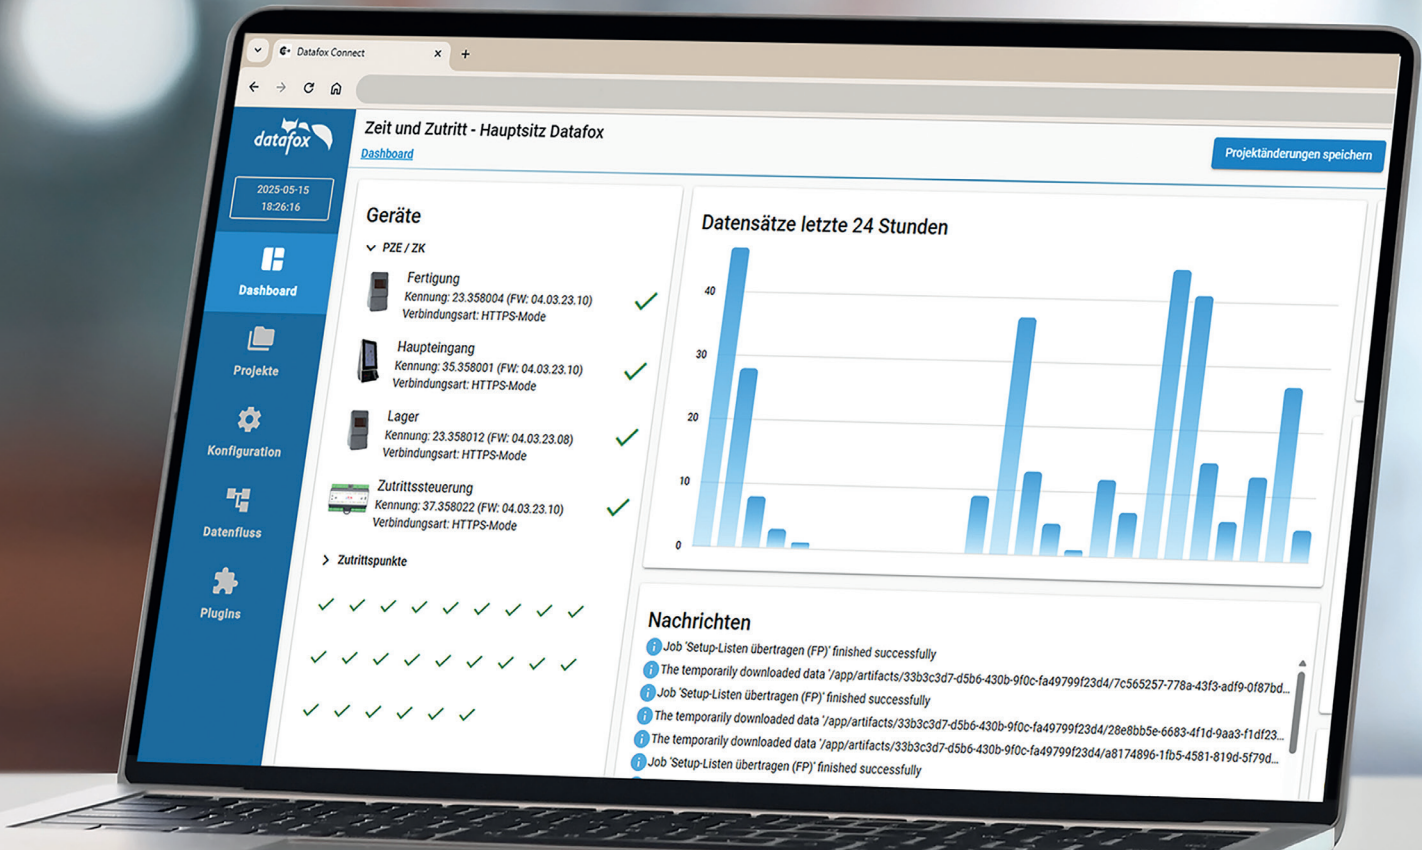 Datafox Connect
datafox
Zeit und Zutritt - Hauptsitz Datafox
Dashboard
Projektänderungen speichern
2025-05-15
18:26:16
Dashboard
Projekte
Konfiguration
Datenfluss
Plugins
Geräte
PZE / ZK
Fertigung
Kennung: 23.358004 (FW: 04.03.23.10)
Verbindungsart: HTTPS-Mode
Haupteingang
Kennung: 35.358001 (FW: 04.03.23.10)
Verbindungsart: HTTPS-Mode
Lager
Kennung: 23.358012 (FW: 04.03.23.08)
Verbindungsart: HTTPS-Mode
Zutrittssteuerung
Kennung: 37.358022 (FW: 04.03.23.10)
Verbindungsart: HTTPS-Mode
Zutrittspunkte
Datensätze letzte 24 Stunden
40
30
20
10
0
Nachrichten
Job 'Setup-Listen übertragen (FP)' finished successfully
The temporarily downloaded data '/app/artifacts/33b3c3d7-d5b6-430b-9f0c-fa49799f23d4/7c565257-778a-43f3-adf9-0f87bd...
Job 'Setup-Listen übertragen (FP)' finished successfully
The temporarily downloaded data '/app/artifacts/33b3c3d7-d5b6-430b-9f0c-fa49799f23d4/28e8bb5e-6683-4f1d-9aa3-f1df23...
The temporarily downloaded data '/app/artifacts/33b3c3d7-d5b6-430b-9f0c-fa49799f23d4/a8174896-1fb5-4581-819d-5f79d...
Job 'Setup-Listen übertragen (FP)' finished successfully